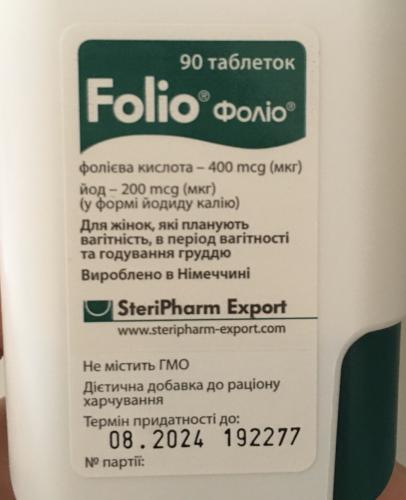 90 таблеток
Folio® Фоліо®
фолієва кислота – 400 mcg (мкг)
йод – 200 mcg (мкг)
(у формі йодиду калію)
Для жінок, які планують
вагітність, в період вагітності
та годування груддю
Вироблено в Німеччині
SteriPharm Export
www.steripharm-export.com
Не містить ГМО
Дієтична добавка до раціону
харчування
Термін придатності до:
08.2024 192277
№ партії: